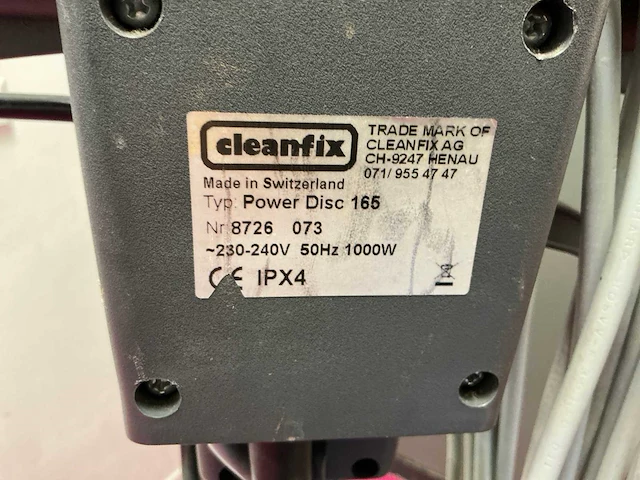 cleanfix
TRADE MARK OF
CLEANFIX AG
CH-9247 HENAU
071/ 955 47 47
Made in Switzerland
Typ: Power Disc 165
Nr. 8726 073
~230-240V 50Hz 1000W
CE IPX4